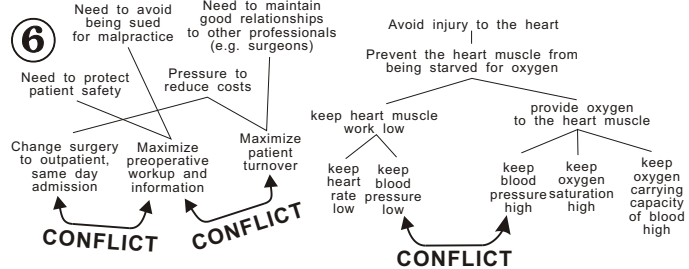 6
Need to avoid
being sued
for malpractice
Need to maintain
good relationships
to other professionals
(e.g. surgeons)
Need to protect
patient safety
Pressure to
reduce costs
Change surgery
to outpatient,
same day
admission
Maximize
preoperative
workup and
information
Maximize
patient
turnover
CONFLICT
CONFLICT
Avoid injury to the heart
Prevent the heart muscle from
being starved for oxygen
keep heart muscle
work low
provide oxygen
to the heart muscle
keep
heart
rate
low
keep
blood
pressure
low
keep
blood
pressure
high
keep
oxygen
saturation
high
keep
oxygen
carrying
capacity
of blood
high
CONFLICT